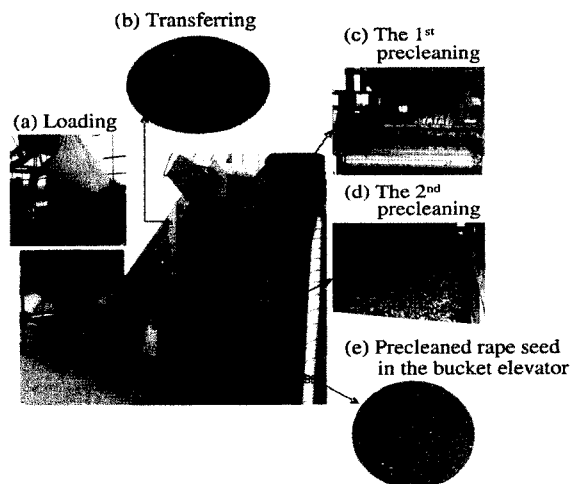 (b) Transferring
(c) The 1st
precleaning
(a) Loading
(d) The 2nd
precleaning
(e) Precleaned rape seed
in the bucket elevator